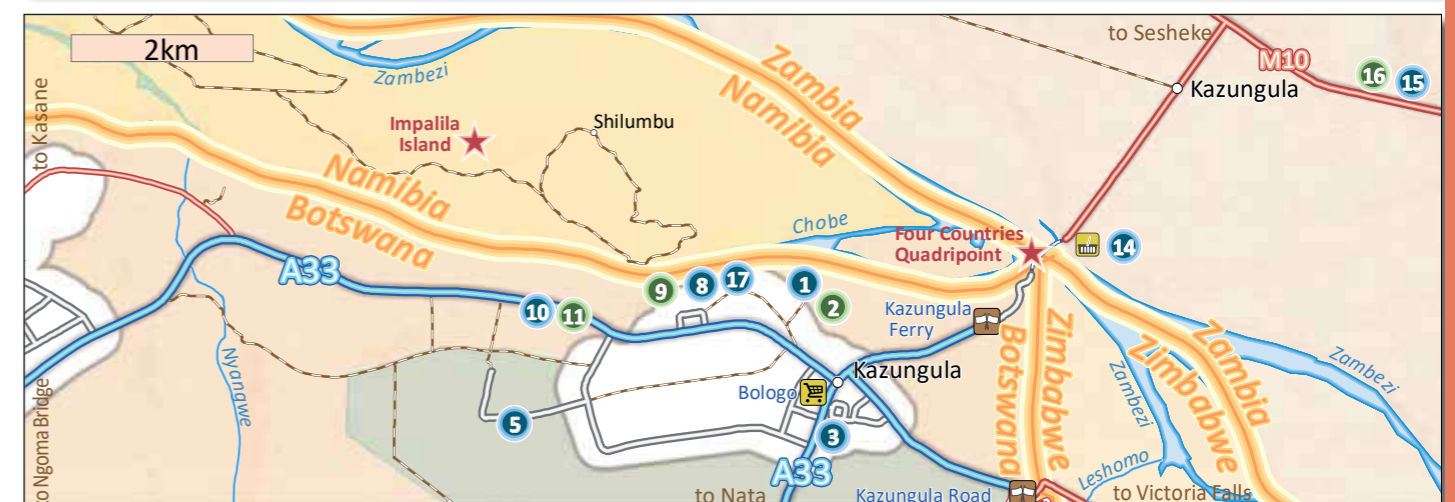 2km
to Sesheke
M10
16
15
Kazungula
Zambezi
to Kasane
Impalila
Island
Shilumbu
Zambia
Namibia
Namibia
Botswana
Chobe
Four Countries
Quadripoint
14
A33
9
8
17
1
2
10
11
Kazungula
Ferry
Kazungula
Bologo
5
3
A33
Nyangwe
to Ngoma Bridge
Botswana
Zimbabwe
Zambia
Zimbabwe
Zambezi
Zambezi
Leshomo
to Nata
Kazungula Road
to Victoria Falls